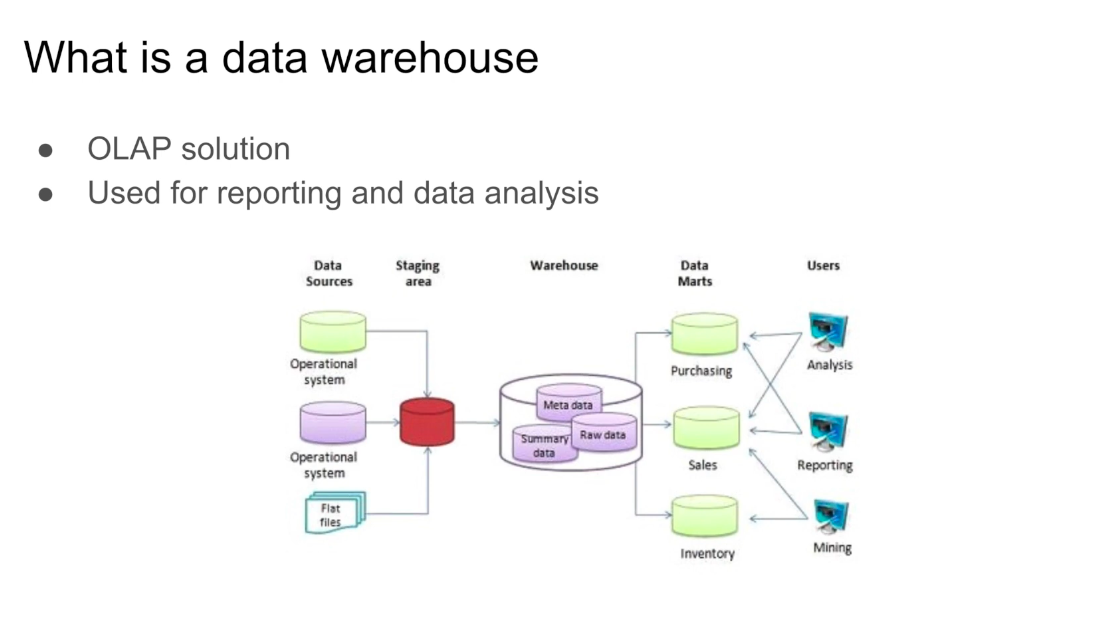 What is a data warehouse
● OLAP solution
● Used for reporting and data analysis
Data
Sources
Staging
area
Warehouse
Data
Marts
Users
Operational
system
Operational
system
Flat
files
Meta data
Summary
data
Raw data
Purchasing
Sales
Inventory
Analysis
Reporting
Mining